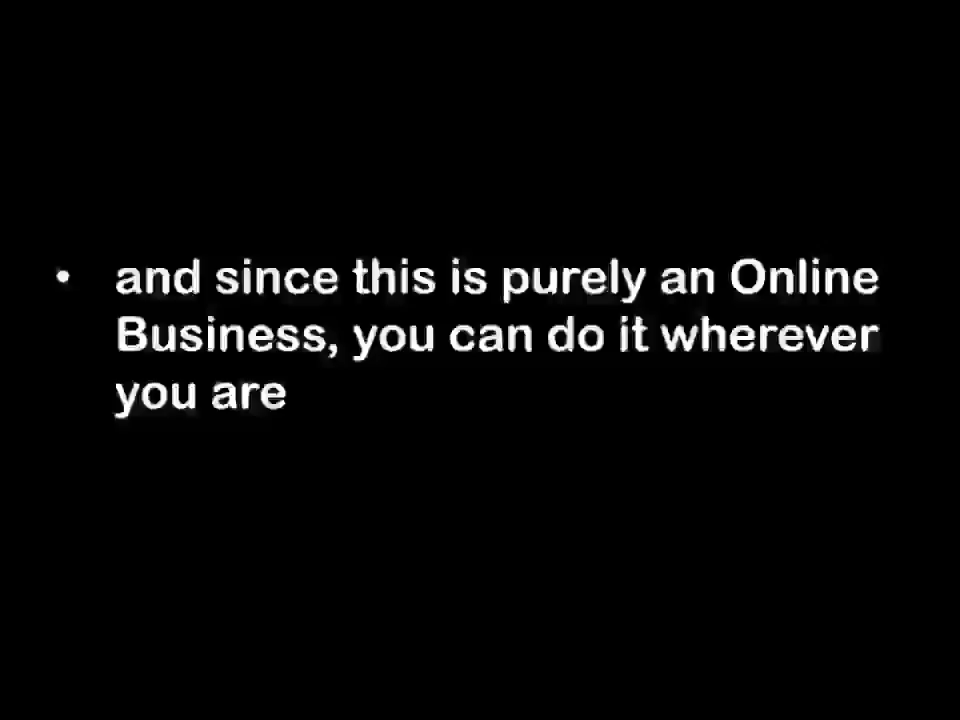 • and since this is purely an Online
Business, you can do it wherever
you are